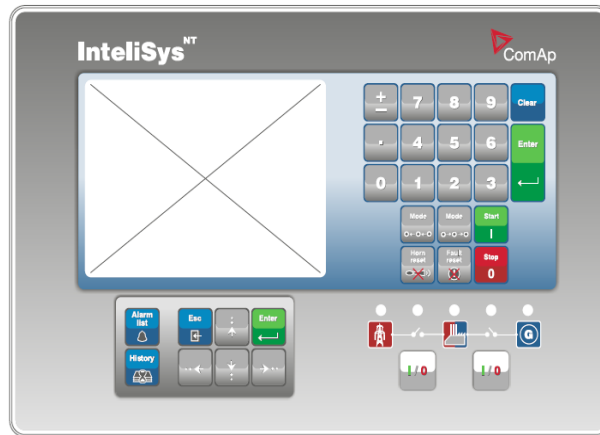 InteliSys NT
ComAp
± 7 8 9 Clear
. 4 5 6 Enter
0 1 2 3
Mode Mode Start
I
Horn reset Fault reset Stop
0
Alarm list Esc Enter
History
G
I/0 I/0